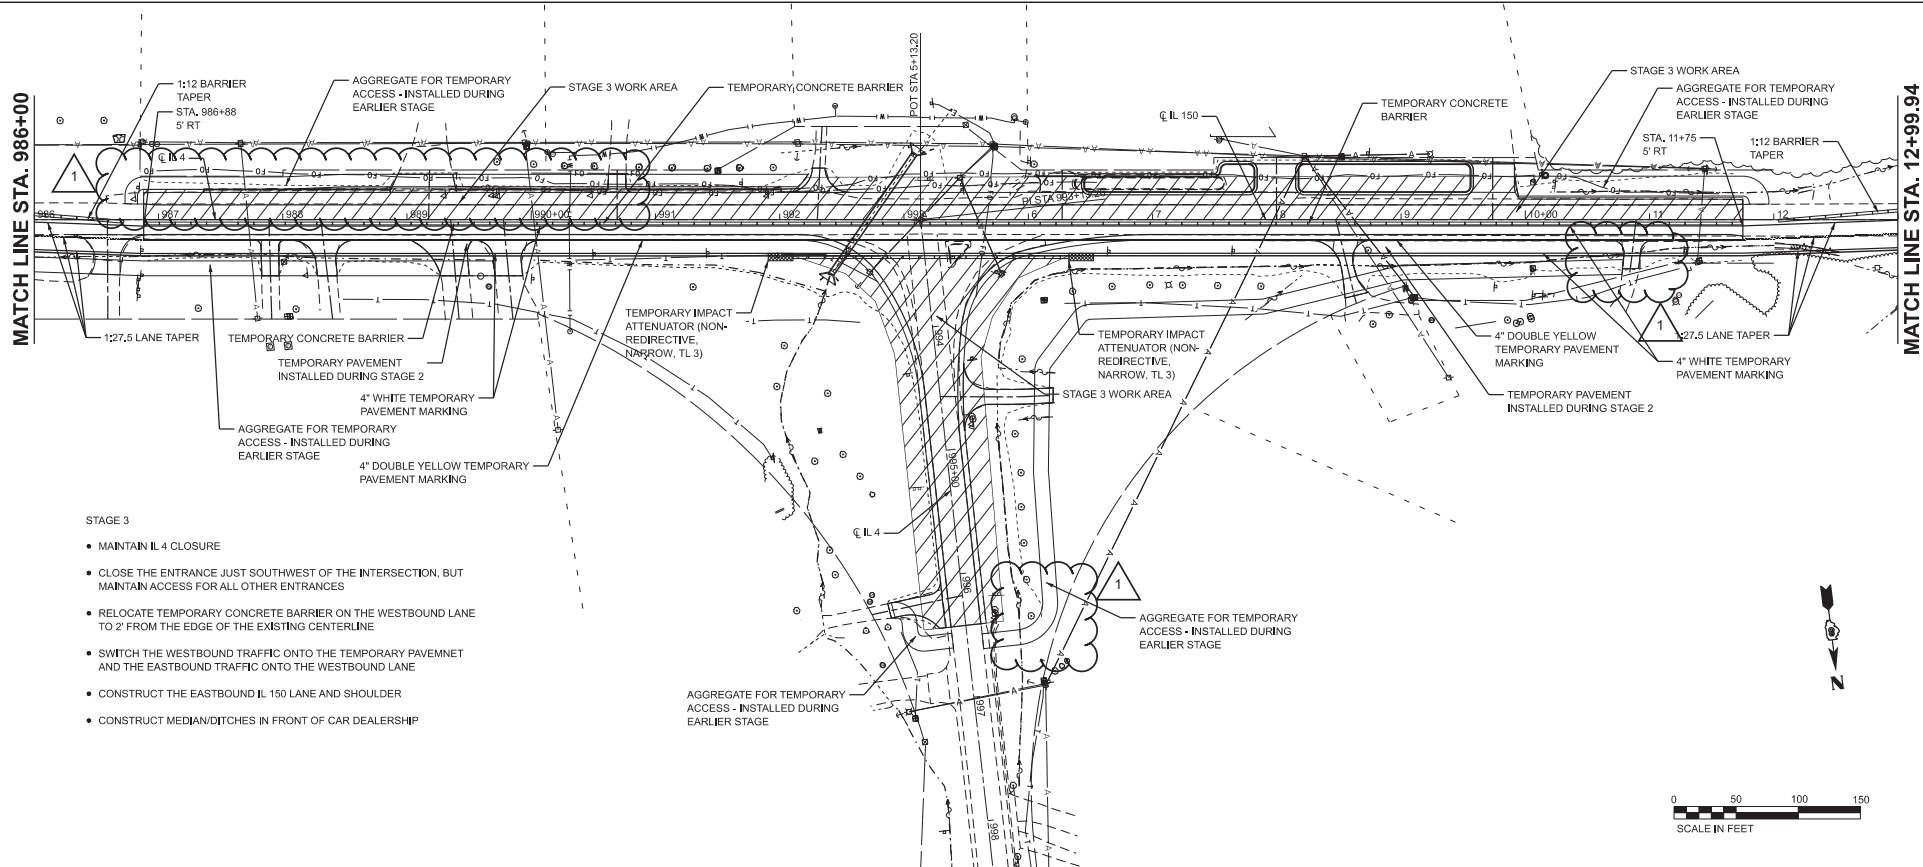 MATCH LINE STA. 986+00
1:12 BARRIER
TAPER
STA. 986+88
5' RT
AGGREGATE FOR TEMPORARY
ACCESS - INSTALLED DURING
EARLIER STAGE
STAGE 3 WORK AREA
TEMPORARY CONCRETE BARRIER
POT STA 5+13.20
℄ IL 150
TEMPORARY CONCRETE
BARRIER
STAGE 3 WORK AREA
AGGREGATE FOR TEMPORARY
ACCESS - INSTALLED DURING
EARLIER STAGE
STA. 11+75
5' RT
1:12 BARRIER
TAPER
MATCH LINE STA. 12+99.94
1
℄ IL 4
986
987
988
989
990+00
991
992
993
6
7
8
9
10+00
11
12
1:27.5 LANE TAPER
TEMPORARY CONCRETE BARRIER
TEMPORARY PAVEMENT
INSTALLED DURING STAGE 2
4" WHITE TEMPORARY
PAVEMENT MARKING
AGGREGATE FOR TEMPORARY
ACCESS - INSTALLED DURING
EARLIER STAGE
4" DOUBLE YELLOW TEMPORARY
PAVEMENT MARKING
TEMPORARY IMPACT
ATTENUATOR (NON-
REDIRECTIVE,
NARROW, TL 3)
994
995+00
996
997
998
℄ IL 4
TEMPORARY IMPACT
ATTENUATOR (NON-
REDIRECTIVE,
NARROW, TL 3)
STAGE 3 WORK AREA
4" DOUBLE YELLOW
TEMPORARY PAVEMENT
MARKING
1
1:27.5 LANE TAPER
4" WHITE TEMPORARY
PAVEMENT MARKING
TEMPORARY PAVEMENT
INSTALLED DURING STAGE 2
1
AGGREGATE FOR TEMPORARY
ACCESS - INSTALLED DURING
EARLIER STAGE
AGGREGATE FOR TEMPORARY
ACCESS - INSTALLED DURING
EARLIER STAGE
STAGE 3
• MAINTAIN IL 4 CLOSURE
• CLOSE THE ENTRANCE JUST SOUTHWEST OF THE INTERSECTION, BUT
MAINTAIN ACCESS FOR ALL OTHER ENTRANCES
• RELOCATE TEMPORARY CONCRETE BARRIER ON THE WESTBOUND LANE
TO 2' FROM THE EDGE OF THE EXISTING CENTERLINE
• SWITCH THE WESTBOUND TRAFFIC ONTO THE TEMPORARY PAVEMNET
AND THE EASTBOUND TRAFFIC ONTO THE WESTBOUND LANE
• CONSTRUCT THE EASTBOUND IL 150 LANE AND SHOULDER
• CONSTRUCT MEDIAN/DITCHES IN FRONT OF CAR DEALERSHIP
N
0 50 100 150
SCALE IN FEET